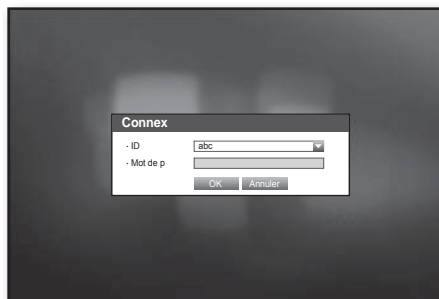 Connex
· ID
abc
· Mot de p
OK Annuler